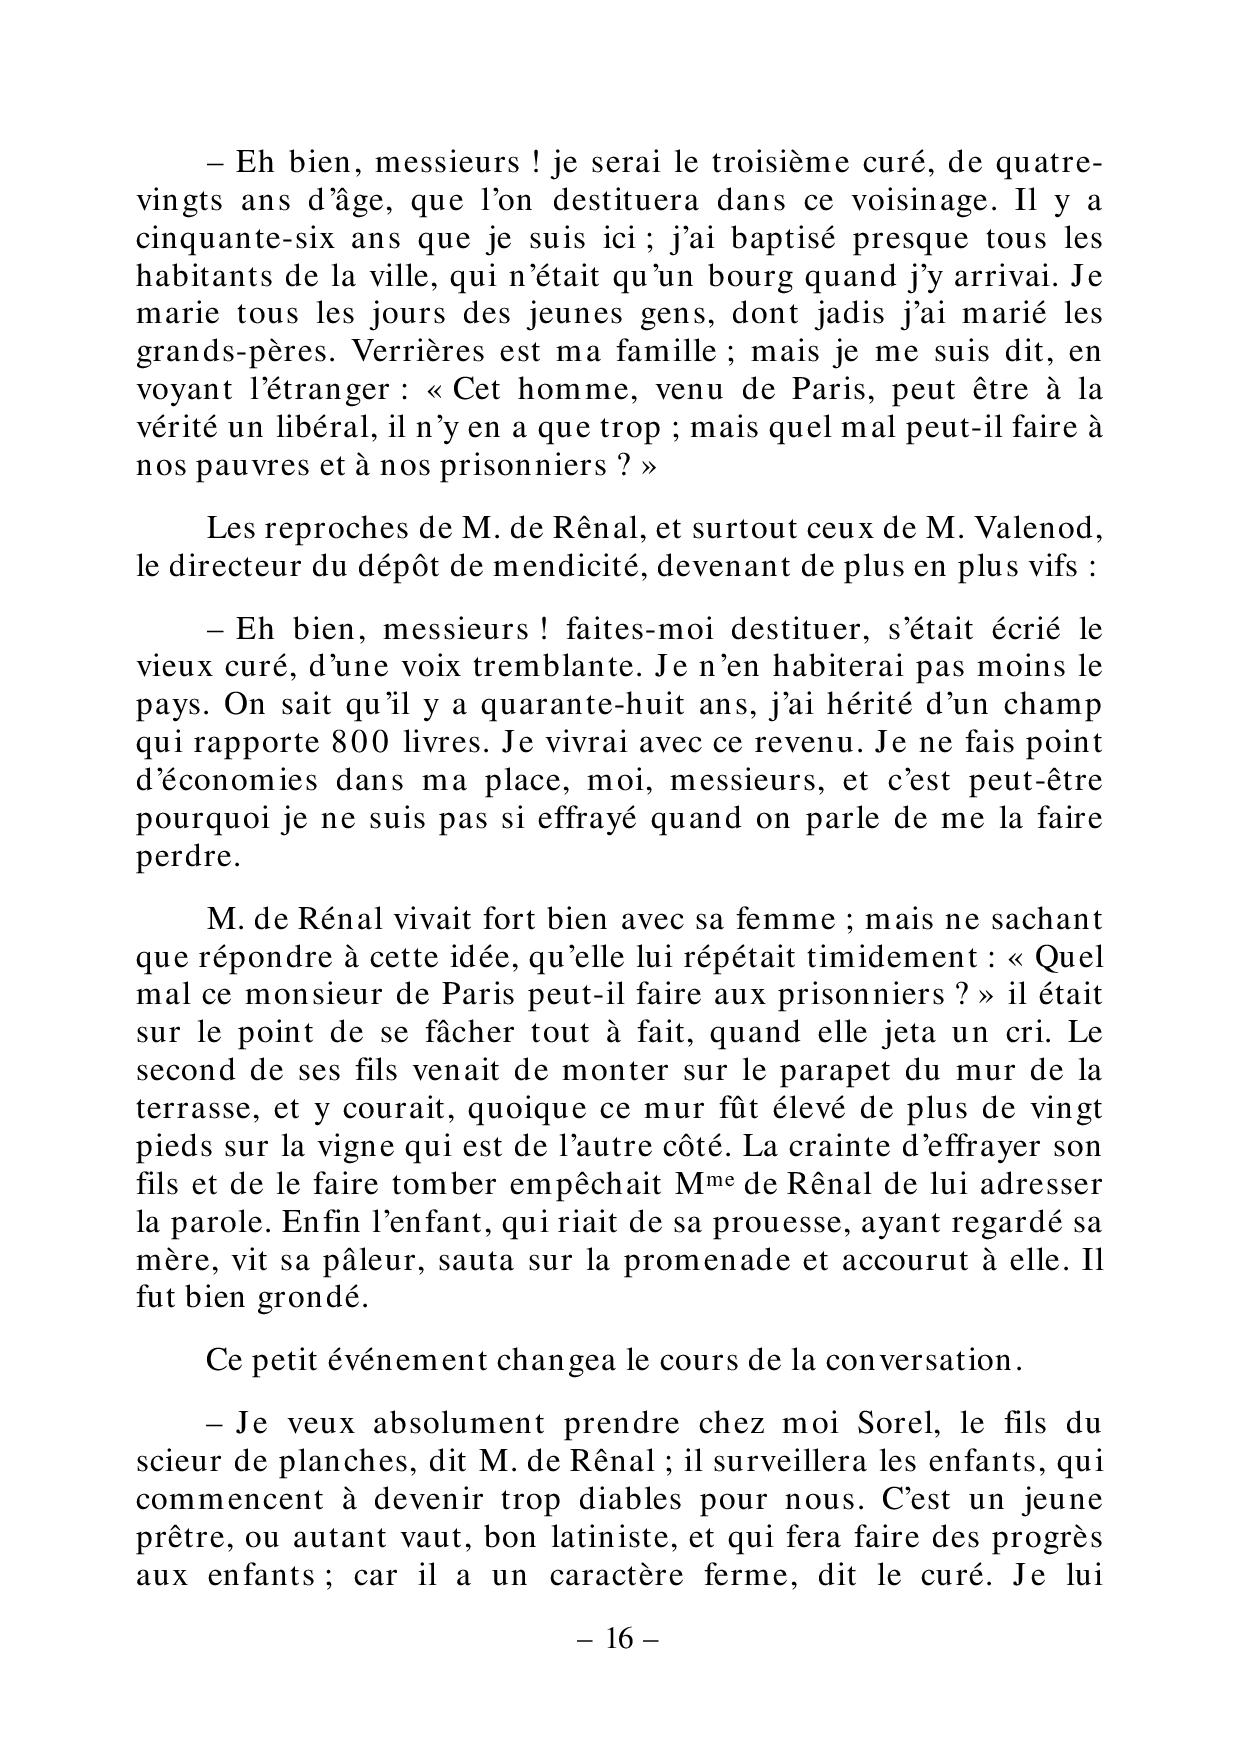 – Eh bien, messieurs ! je serai le troisième curé, de quatre-
vingts ans d’âge, que l’on destituera dans ce voisinage. Il y a
cinquante-six ans que je suis ici ; j’ai baptisé presque tous les
habitants de la ville, qui n’était qu’un bourg quand j’y arrivai. Je
marie tous les jours des jeunes gens, dont jadis j’ai marié les
grands-pères. Verrières est ma famille ; mais je me suis dit, en
voyant l’étranger : « Cet homme, venu de Paris, peut être à la
vérité un libéral, il n’y en a que trop ; mais quel mal peut-il faire à
nos pauvres et à nos prisonniers ? »
Les reproches de M. de Rênal, et surtout ceux de M. Valenod,
le directeur du dépôt de mendicité, devenant de plus en plus vifs :
– Eh bien, messieurs ! faites-moi destituer, s’était écrié le
vieux curé, d’une voix tremblante. Je n’en habiterai pas moins le
pays. On sait qu’il y a quarante-huit ans, j’ai hérité d’un champ
qui rapporte 800 livres. Je vivrai avec ce revenu. Je ne fais point
d’économies dans ma place, moi, messieurs, et c’est peut-être
pourquoi je ne suis pas si effrayé quand on parle de me la faire
perdre.
M. de Rénal vivait fort bien avec sa femme ; mais ne sachant
que répondre à cette idée, qu’elle lui répétait timidement : « Quel
mal ce monsieur de Paris peut-il faire aux prisonniers ? » il était
sur le point de se fâcher tout à fait, quand elle jeta un cri. Le
second de ses fils venait de monter sur le parapet du mur de la
terrasse, et y courait, quoique ce mur fût élevé de plus de vingt
pieds sur la vigne qui est de l’autre côté. La crainte d’effrayer son
fils et de le faire tomber empêchait Mme de Rênal de lui adresser
la parole. Enfin l’enfant, qui riait de sa prouesse, ayant regardé sa
mère, vit sa pâleur, sauta sur la promenade et accourut à elle. Il
fut bien grondé.
Ce petit événement changea le cours de la conversation.
– Je veux absolument prendre chez moi Sorel, le fils du
scieur de planches, dit M. de Rênal ; il surveillera les enfants, qui
commencent à devenir trop diables pour nous. C’est un jeune
prêtre, ou autant vaut, bon latiniste, et qui fera faire des progrès
aux enfants ; car il a un caractère ferme, dit le curé. Je lui
– 16 –